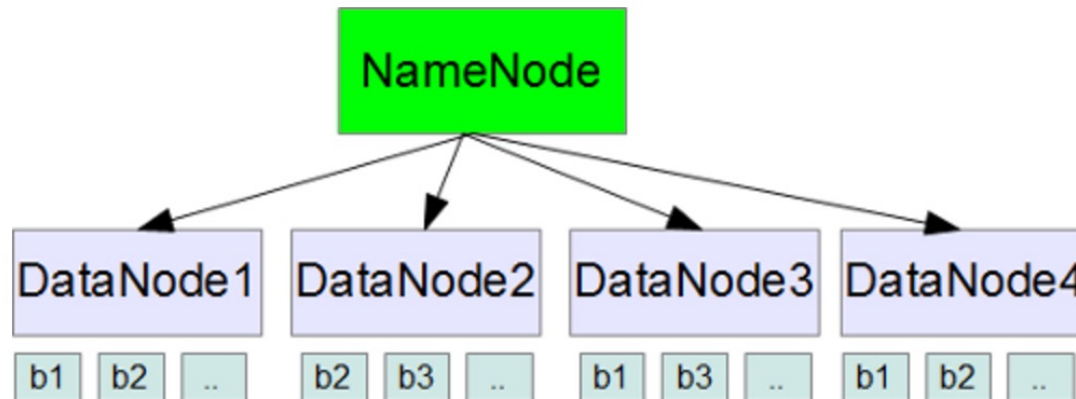 NameNode
DataNode1 DataNode2 DataNode3 DataNode4
b1 b2 .. b2 b3 .. b1 b3 .. b1 b2 ..